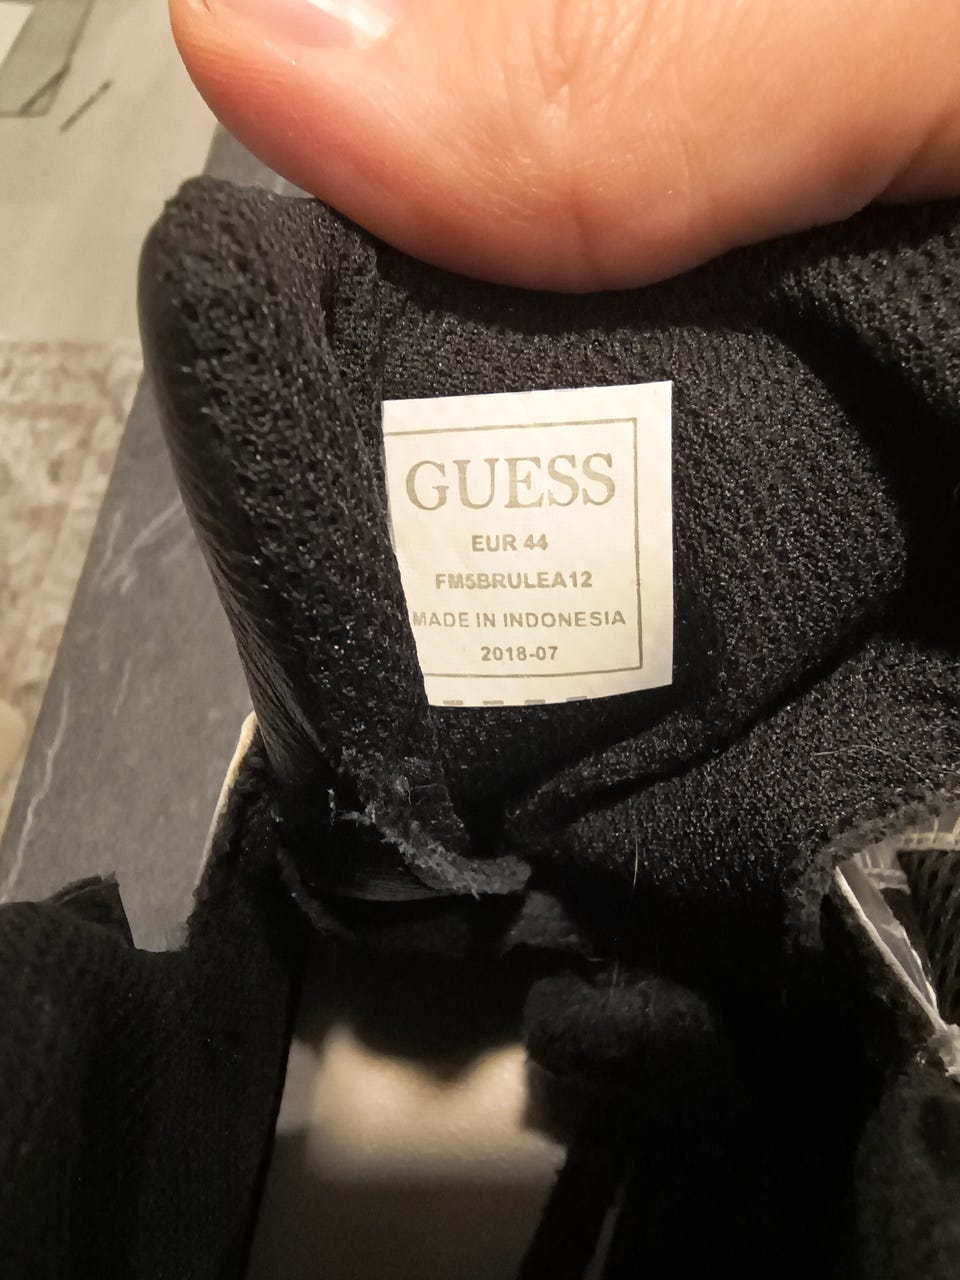 GUESS
EUR 44
FM5BRULEA12
MADE IN INDONESIA
2018-07